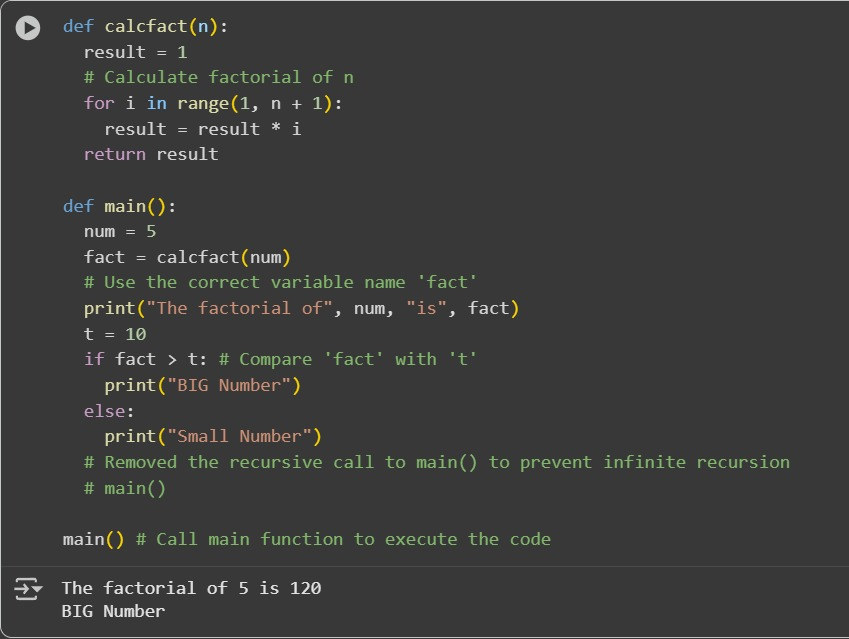 def calcfact(n):
  result = 1
  # Calculate factorial of n
  for i in range(1, n + 1):
    result = result * i
  return result

def main():
  num = 5
  fact = calcfact(num)
  # Use the correct variable name 'fact'
  print("The factorial of", num, "is", fact)
  t = 10
  if fact > t: # Compare 'fact' with 't'
    print("BIG Number")
  else:
    print("Small Number")
  # Removed the recursive call to main() to prevent infinite recursion
  # main()

main() # Call main function to execute the code
The factorial of 5 is 120
BIG Number